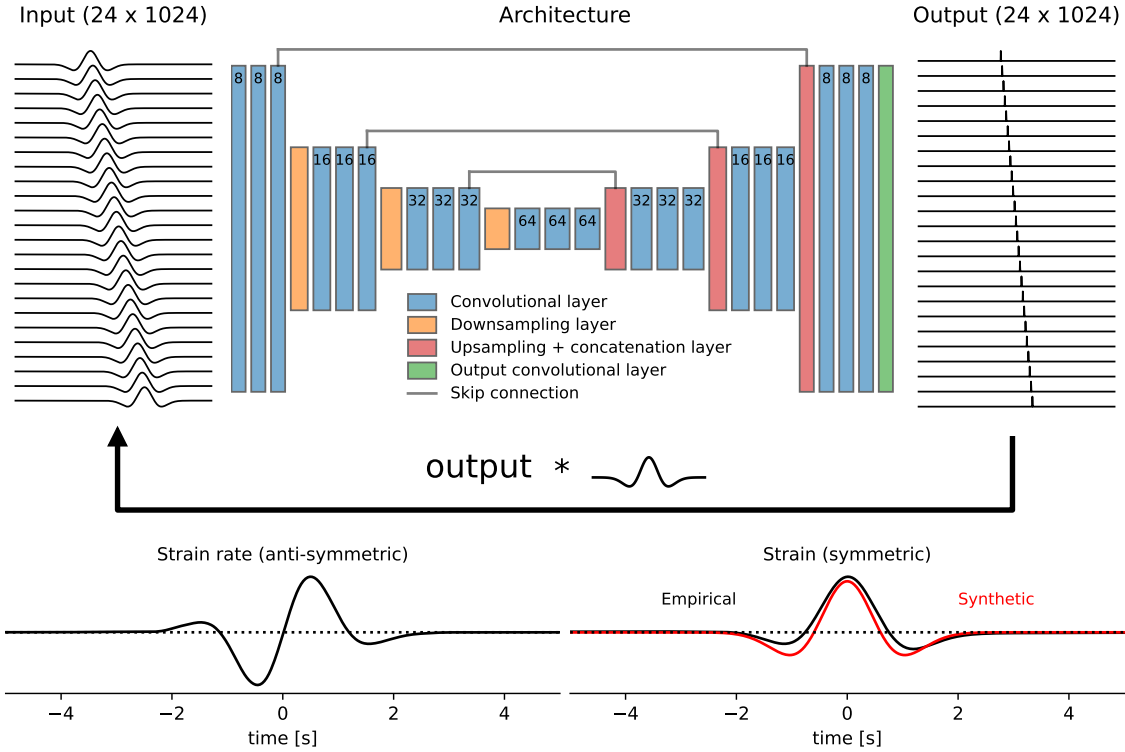 Input (24 x 1024)
Architecture
Output (24 x 1024)
8 8 8
16 16 16
32 32 32
64 64 64
32 32 32
16 16 16
8 8 8
Convolutional layer
Downsampling layer
Upsampling + concatenation layer
Output convolutional layer
Skip connection
output *
Strain rate (anti-symmetric)
−4 −2 0 2 4
time [s]
Strain (symmetric)
Empirical
Synthetic
−4 −2 0 2 4
time [s]